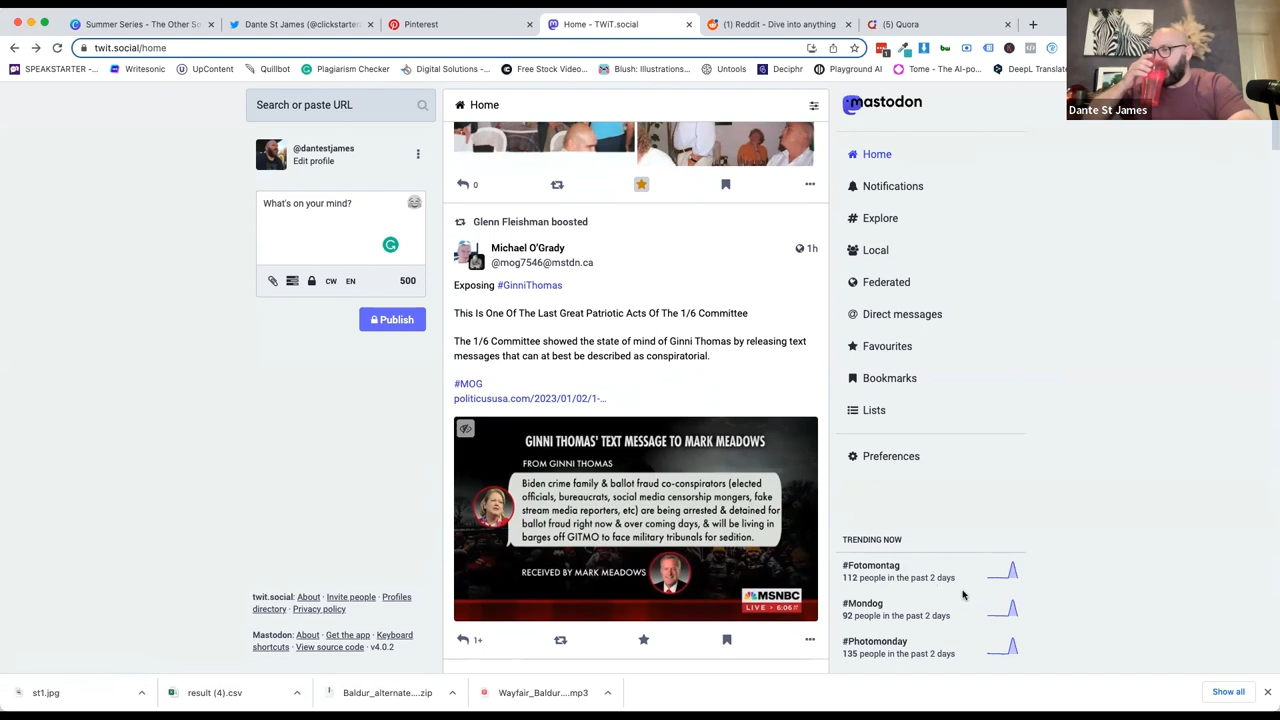 Summer Series - The Other So
Dante St James (@clickstarter
Pinterest
Home - TWiT.social
(1) Reddit - Dive into anything
(5) Quora
twit.social/home
SPEAKSTARTER -...
Writesonic
UpContent
Quillbot
Plagiarism Checker
Digital Solutions -...
Free Stock Video...
Blush: Illustrations...
Untools
Deciphr
Playground AI
Tome - The AI-po...
DeepL Translate
Dante St James
Search or paste URL
@dantestjames
Edit profile
What's on your mind?
CW
EN
500
Publish
twit.social: About · Invite people · Profiles
directory · Privacy policy
Mastodon: About · Get the app · Keyboard
shortcuts · View source code · v4.0.2
Home
0
Glenn Fleishman boosted
Michael O'Grady
1h
@mog7546@mstdn.ca
Exposing #GinniThomas
This Is One Of The Last Great Patriotic Acts Of The 1/6 Committee
The 1/6 Committee showed the state of mind of Ginni Thomas by releasing text
messages that can at best be described as conspiratorial.
#MOG
politicususa.com/2023/01/02/1-...
GINNI THOMAS' TEXT MESSAGE TO MARK MEADOWS
FROM GINNI THOMAS
Biden crime family & ballot fraud co-conspirators (elected
officials, bureaucrats, social media censorship mongers, fake
stream media reporters, etc) are being arrested & detained for
ballot fraud right now & over coming days, & will be living in
barges off GITMO to face military tribunals for sedition.
RECEIVED BY MARK MEADOWS
MSNBC
LIVE 6:06
1+
mastodon
Home
Notifications
Explore
Local
Federated
Direct messages
Favourites
Bookmarks
Lists
Preferences
TRENDING NOW
#Fotomontag
112 people in the past 2 days
#Mondog
92 people in the past 2 days
#Photomonday
135 people in the past 2 days
st1.jpg
result (4).csv
Baldur_alternate....zip
Wayfair_Baldur....mp3
Show all